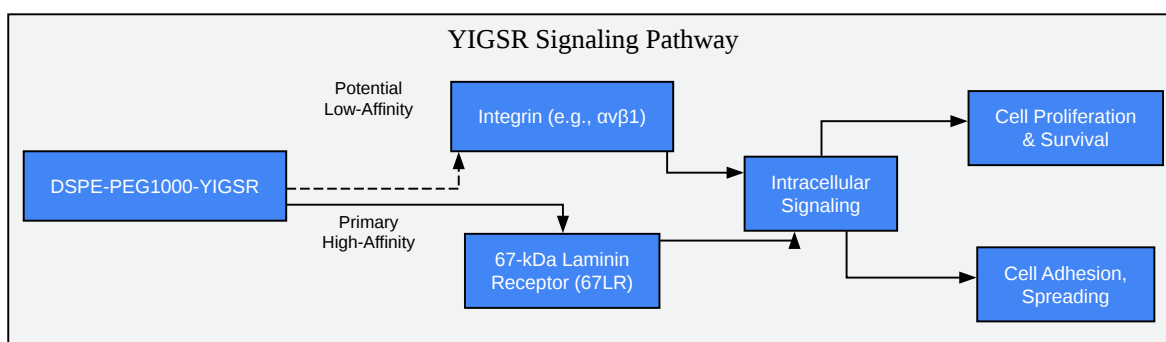 YIGSR Signaling Pathway
Potential
Low-Affinity
Integrin (e.g., αvβ1)
Cell Proliferation
& Survival
DSPE-PEG1000-YIGSR
Intracellular
Signaling
Primary
High-Affinity
67-kDa Laminin
Receptor (67LR)
Cell Adhesion,
Spreading